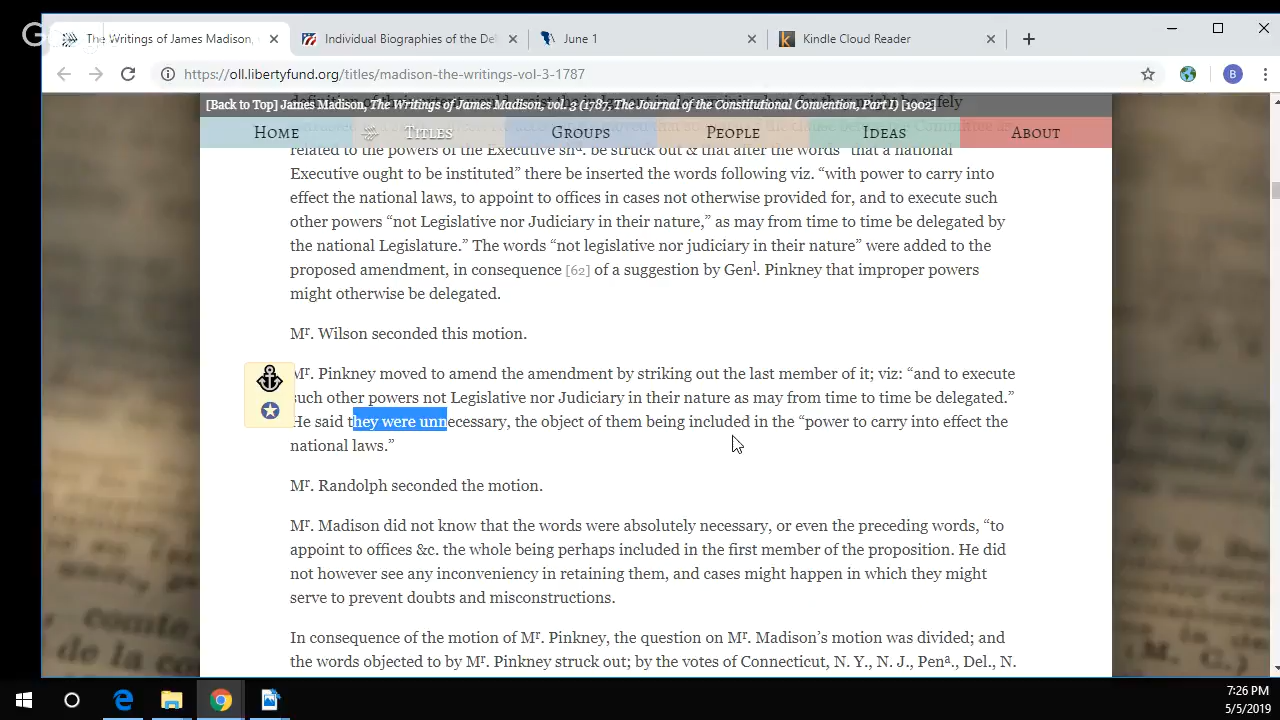 The Writings of James Madison,
Individual Biographies of the De
June 1
Kindle Cloud Reader
https://oll.libertyfund.org/titles/madison-the-writings-vol-3-1787
B
[Back to Top] James Madison, The Writings of James Madison, vol. 3 (1787, The Journal of the Constitutional Convention, Part I) [1902]
HOME TITLES GROUPS PEOPLE IDEAS ABOUT
related to the powers of the Executive shd. be struck out & that after the words “that a national
Executive ought to be instituted” there be inserted the words following viz. “with power to carry into
effect the national laws, to appoint to offices in cases not otherwise provided for, and to execute such
other powers “not Legislative nor Judiciary in their nature,” as may from time to time be delegated by
the national Legislature.” The words “not legislative nor judiciary in their nature” were added to the
proposed amendment, in consequence [62] of a suggestion by Genl. Pinkney that improper powers
might otherwise be delegated.
Mr. Wilson seconded this motion.
Mr. Pinkney moved to amend the amendment by striking out the last member of it; viz: “and to execute
such other powers not Legislative nor Judiciary in their nature as may from time to time be delegated.”
He said they were unnecessary, the object of them being included in the “power to carry into effect the
national laws.”
Mr. Randolph seconded the motion.
Mr. Madison did not know that the words were absolutely necessary, or even the preceding words, “to
appoint to offices &c. the whole being perhaps included in the first member of the proposition. He did
not however see any inconveniency in retaining them, and cases might happen in which they might
serve to prevent doubts and misconstructions.
In consequence of the motion of Mr. Pinkney, the question on Mr. Madison’s motion was divided; and
the words objected to by Mr. Pinkney struck out; by the votes of Connecticut, N. Y., N. J., Pena., Del., N.
7:26 PM
5/5/2019